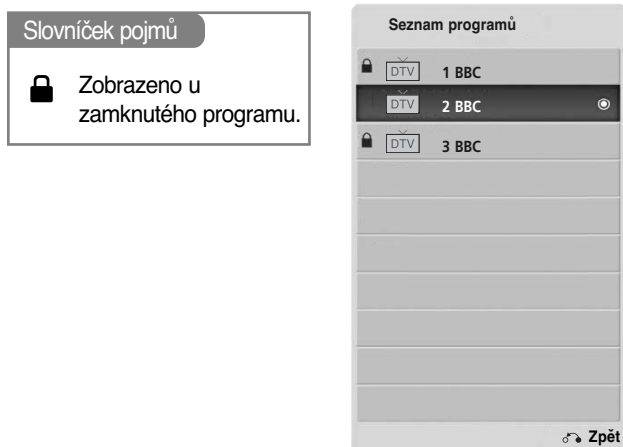 Slovníček pojmů
Zobrazeno u
zamknutého programu.
Seznam programů
DTV 1 BBC
DTV 2 BBC
DTV 3 BBC
Zpět